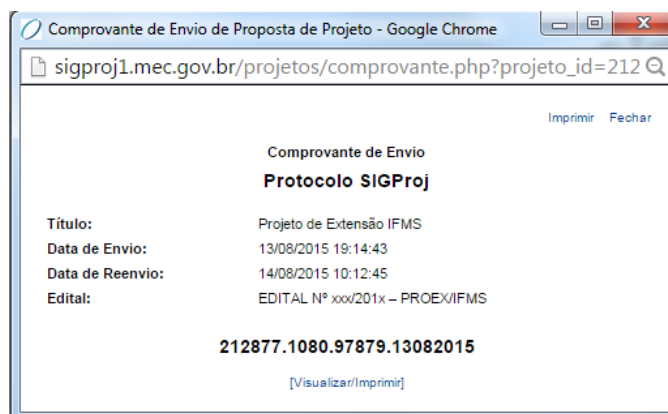 Comprovante de Envio de Proposta de Projeto - Google Chrome
sigproj1.mec.gov.br/projetos/comprovante.php?projeto_id=212
Imprimir Fechar
Comprovante de Envio
Protocolo SIGProj
Título: Projeto de Extensão IFMS
Data de Envio: 13/08/2015 19:14:43
Data de Reenvio: 14/08/2015 10:12:45
Edital: EDITAL Nº xxx/201x – PROEX/IFMS
212877.1080.97879.13082015
[Visualizar/Imprimir]